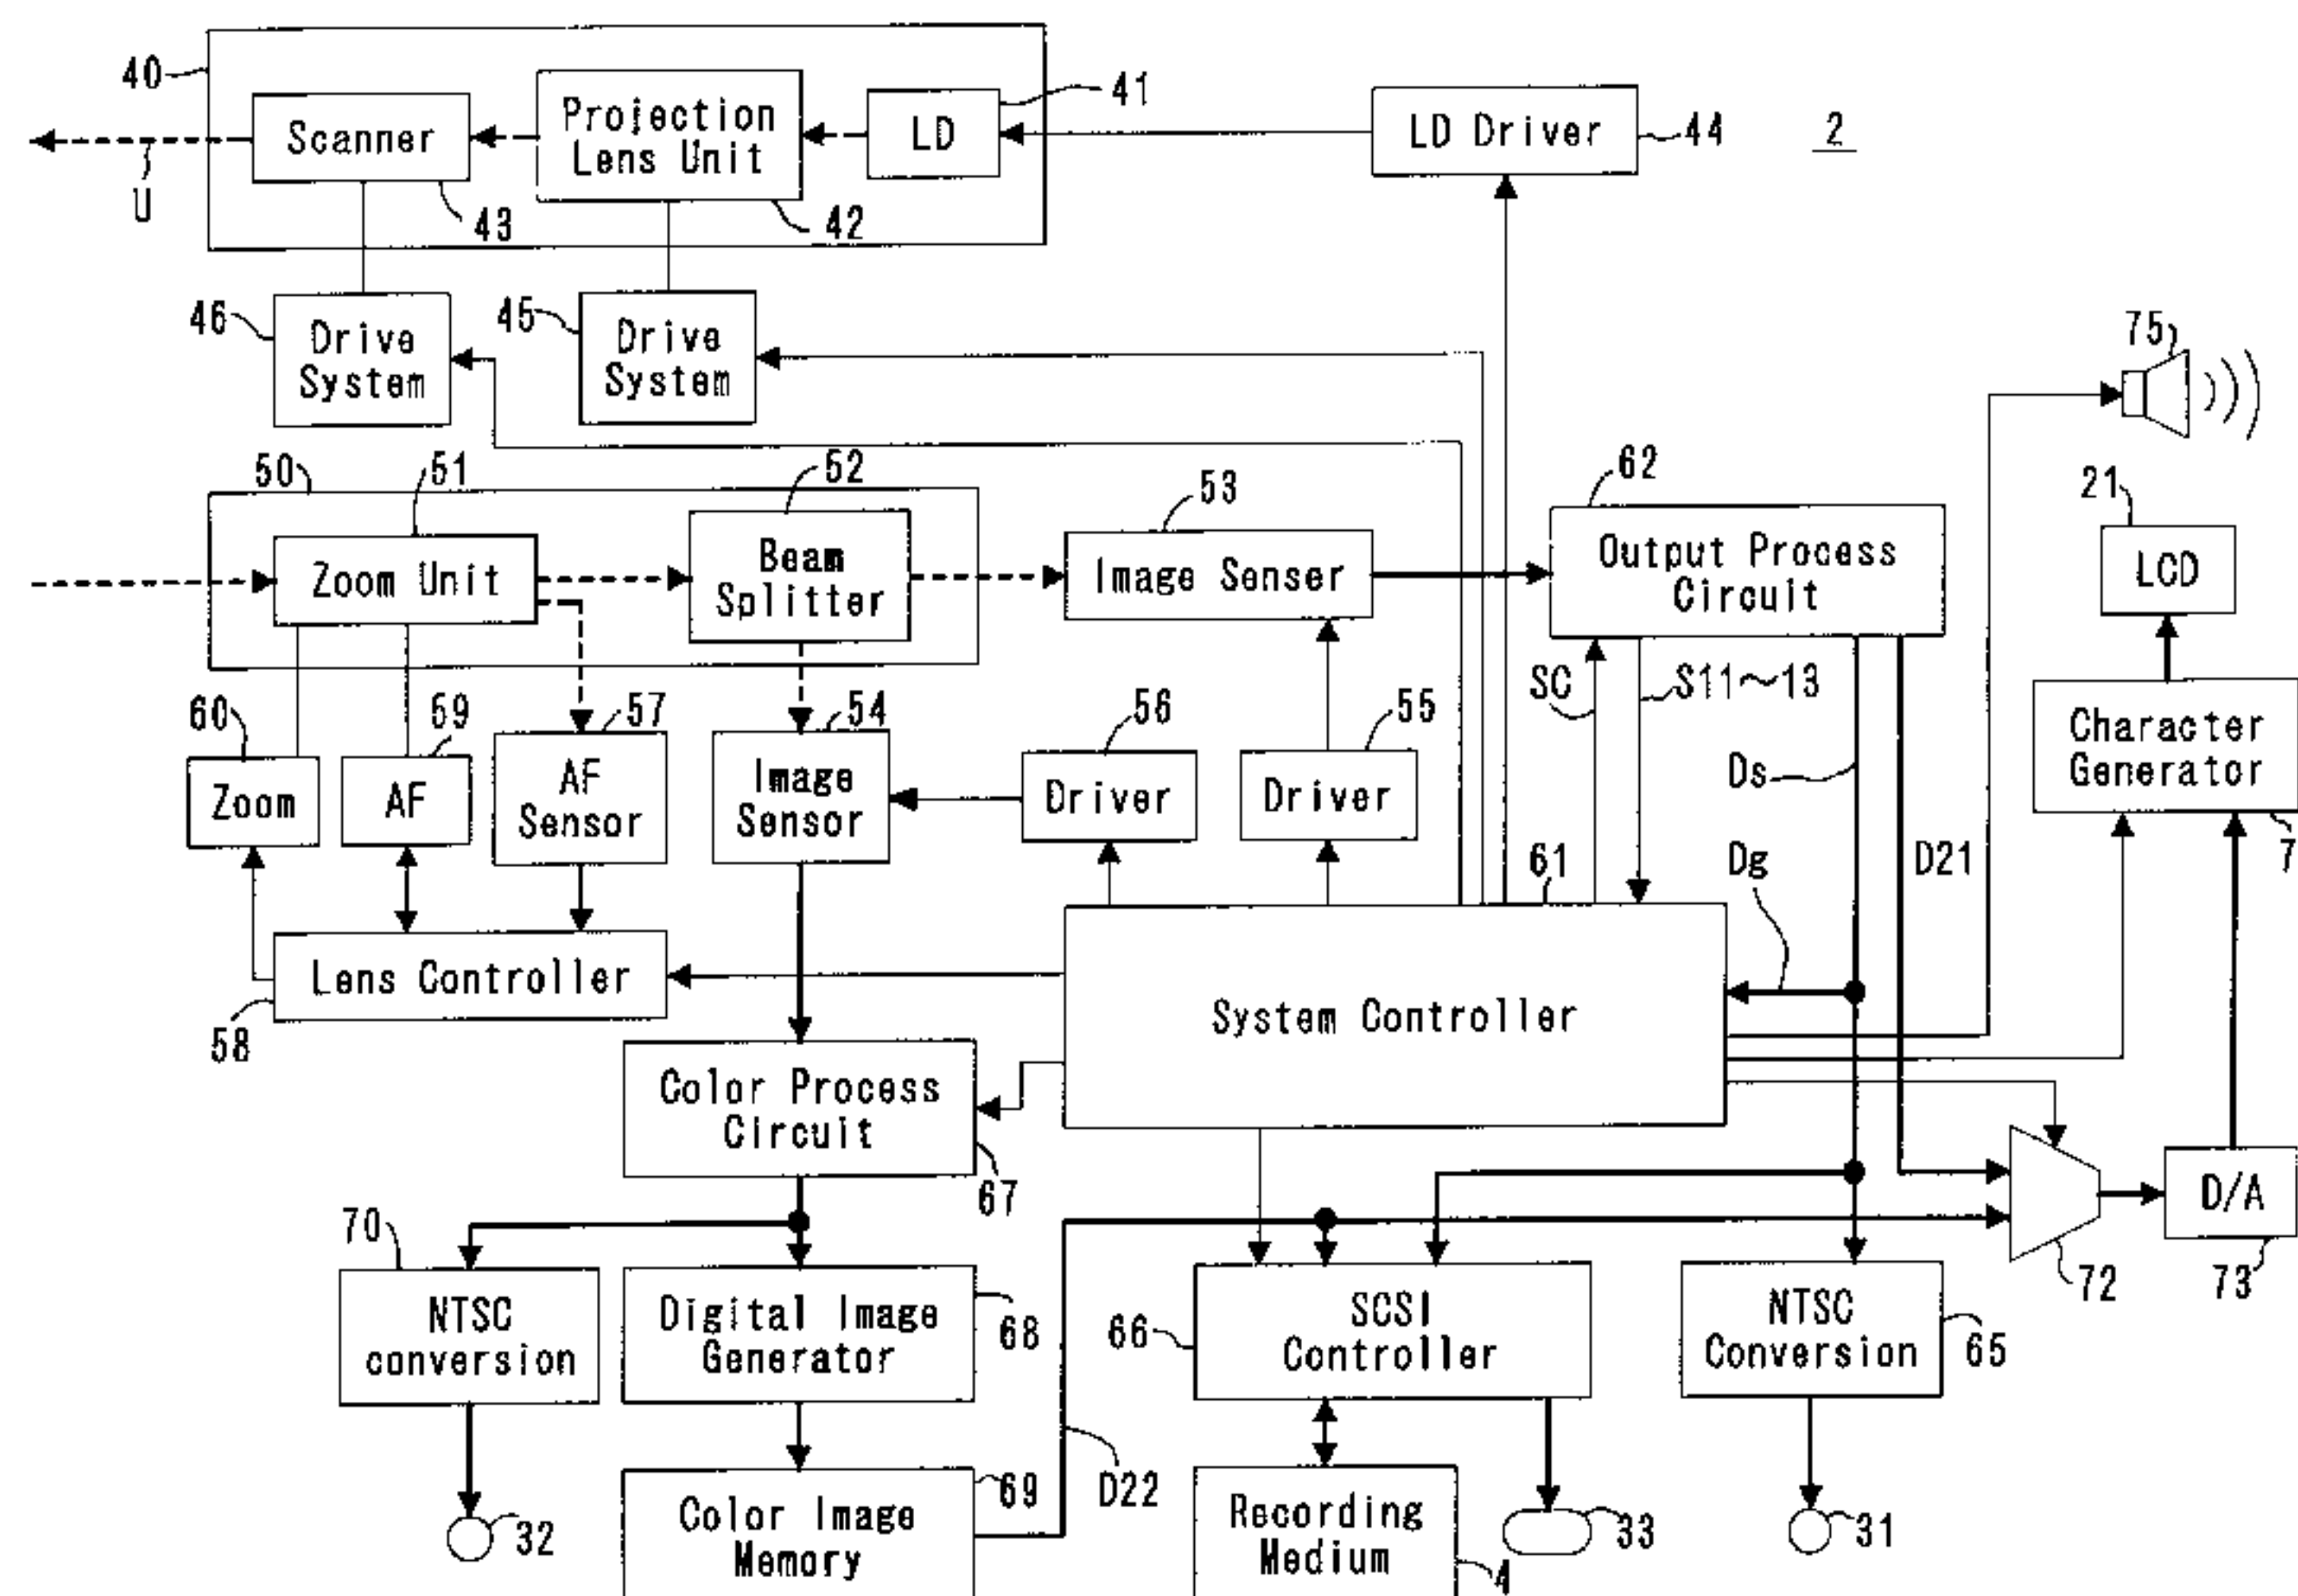 40
Scanner
Projection
Lens Unit
LD
41
LD Driver
44
2
U
43
42
46
Drive
System
45
Drive
System
75
50
51
52
53
62
21
Zoom Unit
Beam
Splitter
Image Senser
Output Process
Circuit
LCD
60
59
57
54
56
55
SC
S11~13
Zoom
AF
AF
Sensor
Image
Sensor
Driver
Driver
Ds
Character
Generator
7
61
Dg
D21
Lens Controller
58
System Controller
Color Process
Circuit
67
70
D/A
72
73
NTSC
conversion
Digital Image
Generator
68
66
SCSI
Controller
NTSC
Conversion
65
32
Color Image
Memory
69
D22
Recording
Medium
4
33
31